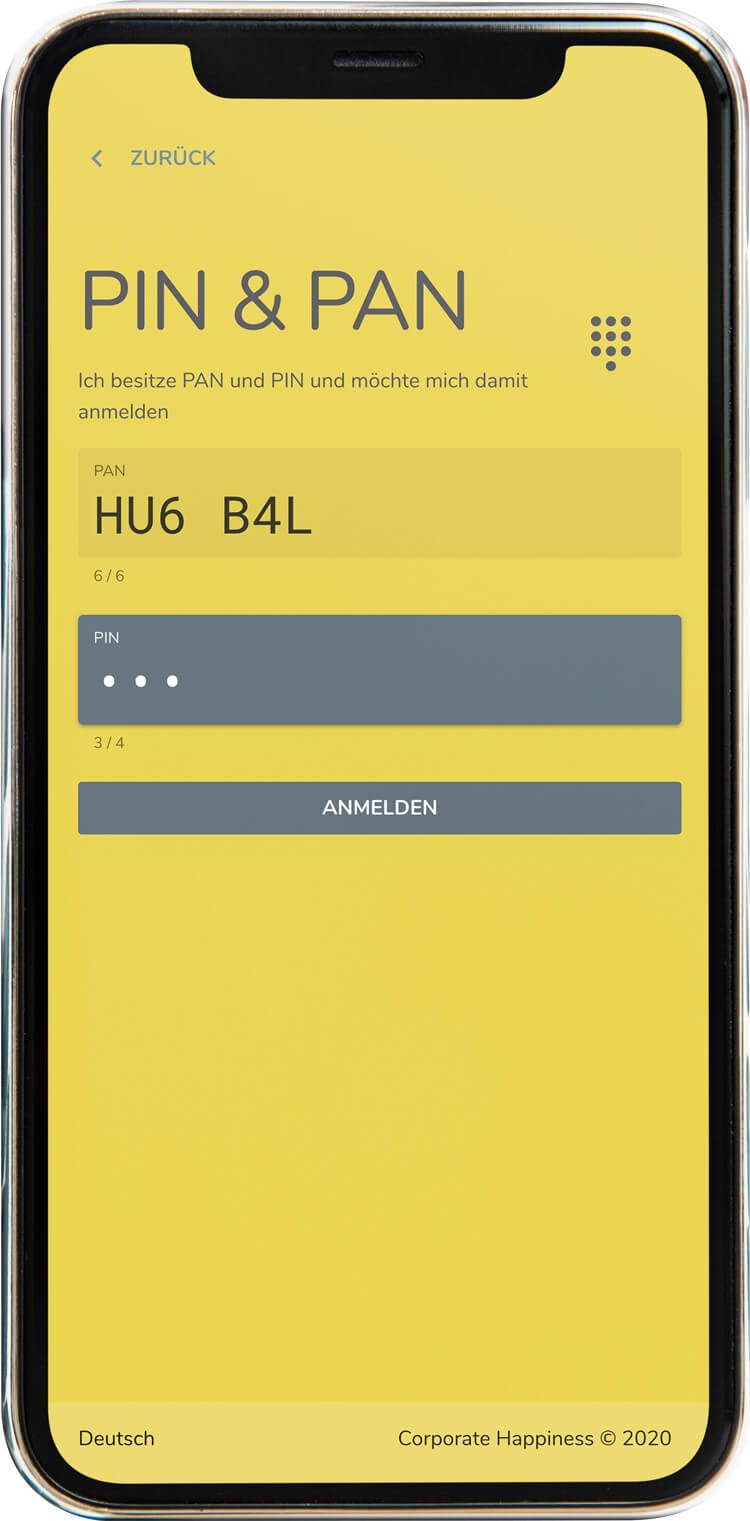 ZURÜCK
PIN & PAN
Ich besitze PAN und PIN und möchte mich damit
anmelden
PAN
HU6 B4L
6 / 6
PIN
•••
3 / 4
ANMELDEN
Deutsch
Corporate Happiness © 2020